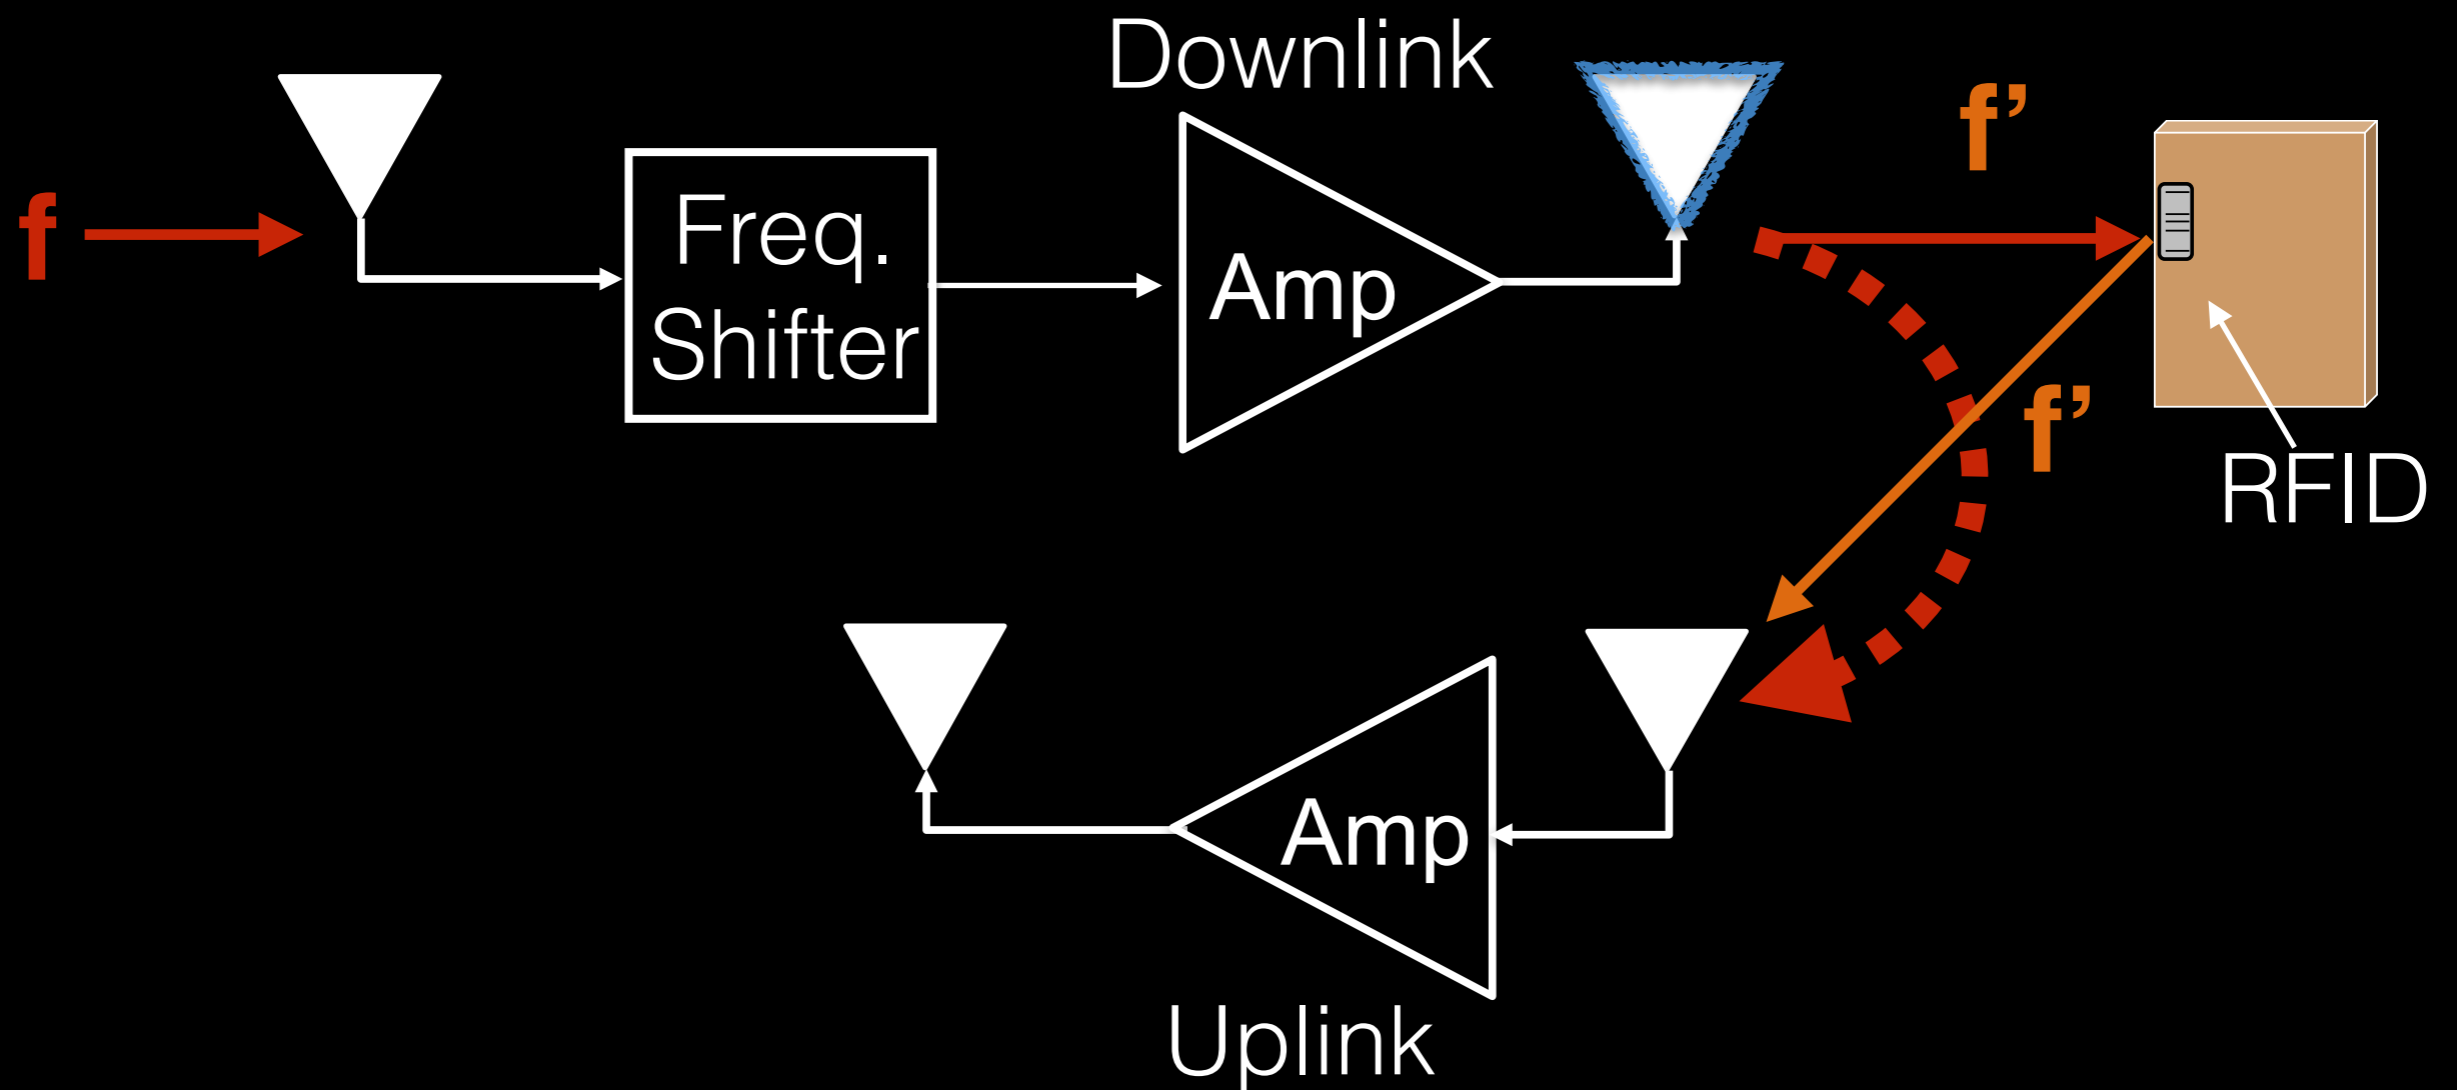 Downlink
f
Freq.
Shifter
Amp
f’
f’
RFID
Amp
Uplink